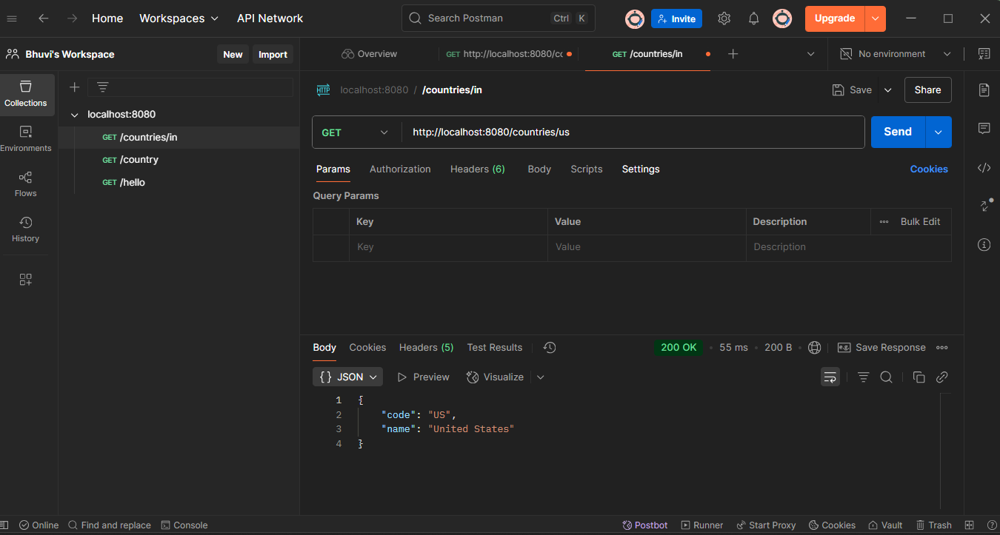 Home Workspaces API Network Search Postman Ctrl K Invite Upgrade
Bhuvi's Workspace New Import Overview GET http://localhost:8080/cc GET /countries/in No environment
Collections
Environments
Flows
History
localhost:8080
GET /countries/in
GET /country
GET /hello
HTTP localhost:8080 / /countries/in Save Share
GET http://localhost:8080/countries/us Send
Params Authorization Headers (6) Body Scripts Settings Cookies
Query Params
Key Value Description Bulk Edit
Key Value Description
Body Cookies Headers (5) Test Results 200 OK 55 ms 200 B e.g. Save Response
{} JSON Preview Visualize
1 {
2 "code": "US",
3 "name": "United States"
4 }
Online Find and replace Console Postbot Runner Start Proxy Cookies Vault Trash